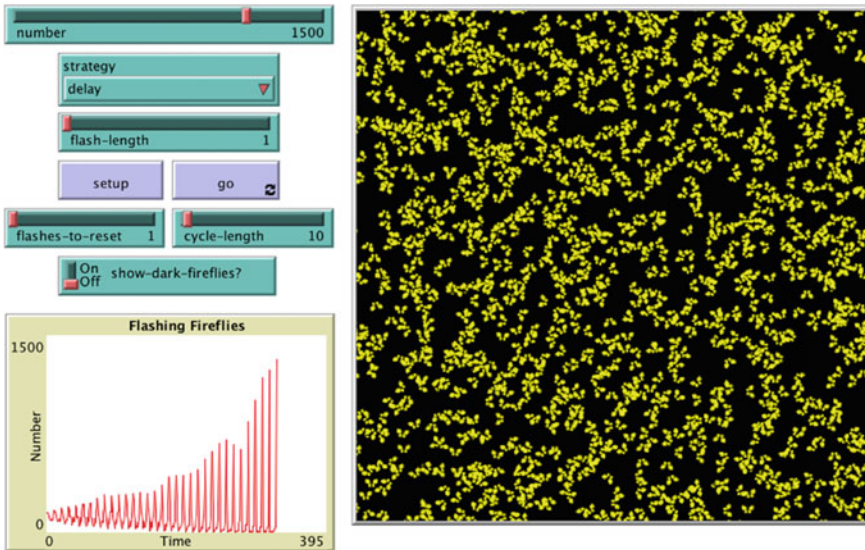 number 1500
strategy
delay
flash-length 1
setup go
flashes-to-reset 1 cycle-length 10
On
Off show-dark-fireflies?
Flashing Fireflies
1500
Number
0
0 Time 395